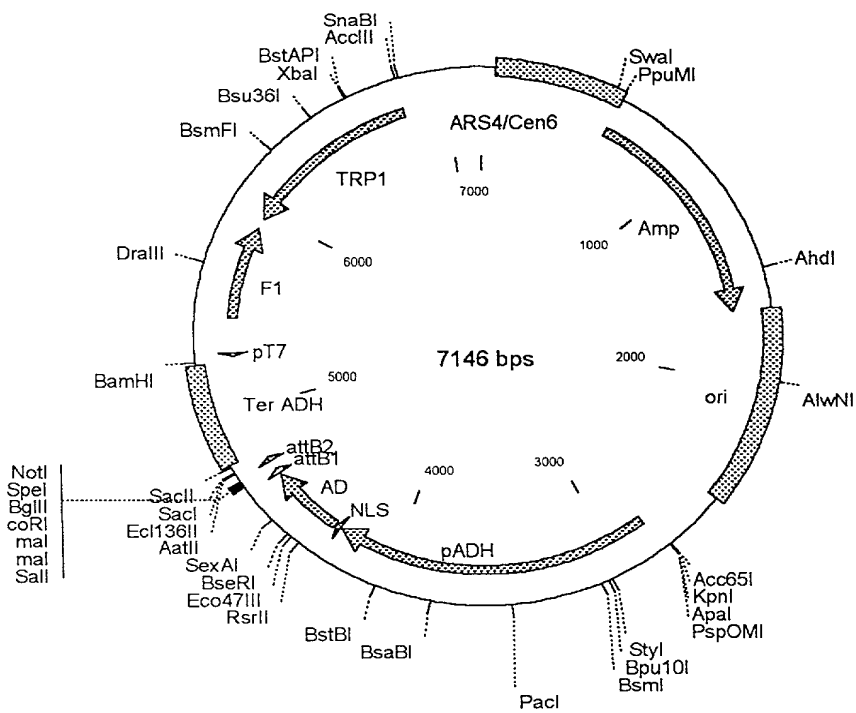 SnaBI
AccIII
BstAPI
XbaI
Bsu36I
BsmFI
DraIII
BamHI
SwaI
PpuMI
ARS4/Cen6
TRP1
7000
Amp
1000
6000
AhdI
F1
pT7
7146 bps
2000
ori
AlwNI
5000
Ter ADH
attB2
attB1
AD
NLS
4000
3000
pADH
NotI
SpeI
BglII
coRI
maI
maI
SalI
SacII
SacI
Ecl136II
AatII
SexAI
BseRI
Eco47III
RsrII
BstBI
BsaBI
PacI
Acc65I
KpnI
ApaI
PspOMI
StyI
Bpu10I
BsmI